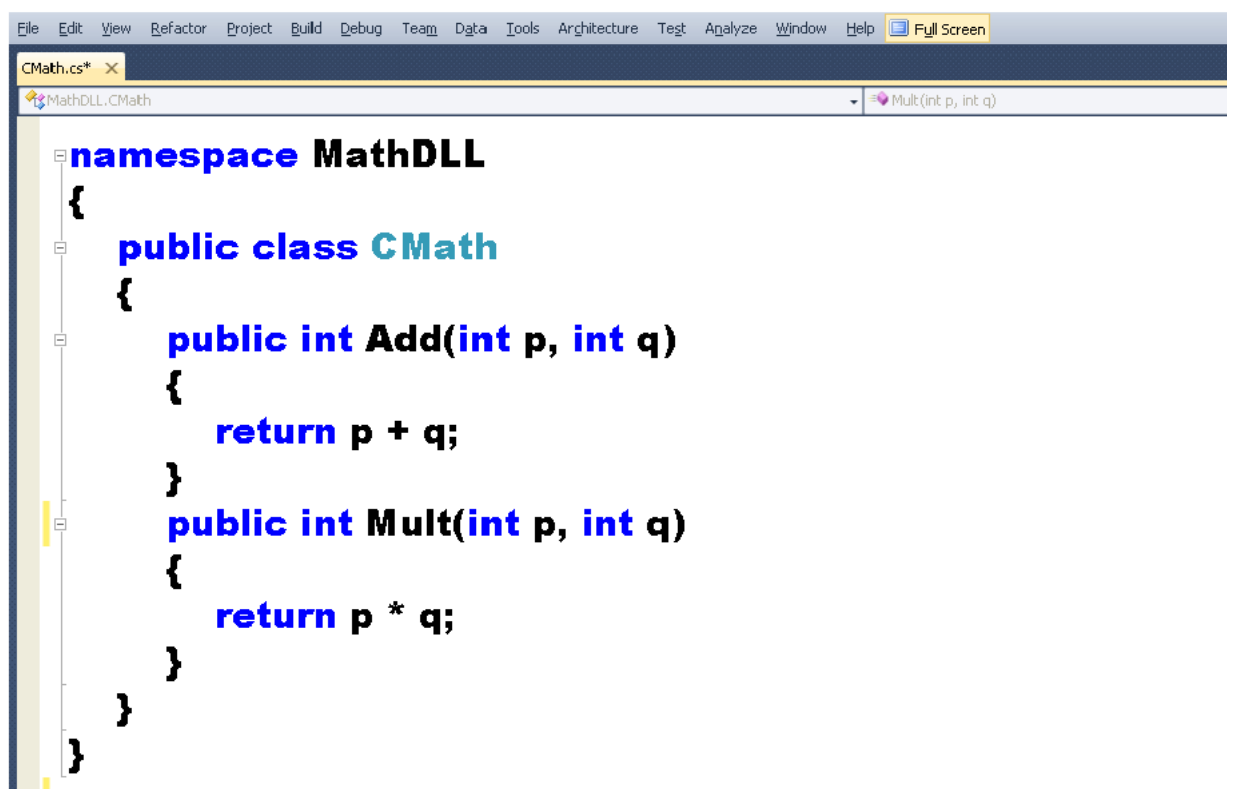 File Edit View Refactor Project Build Debug Team Data Tools Architecture Test Analyze Window Help Full Screen
CMath.cs* X
MathDLL.CMath Mult(int p, int q)
namespace MathDLL
{
public class CMath
{
public int Add(int p, int q)
{
return p + q;
}
public int Mult(int p, int q)
{
return p * q;
}
}
}